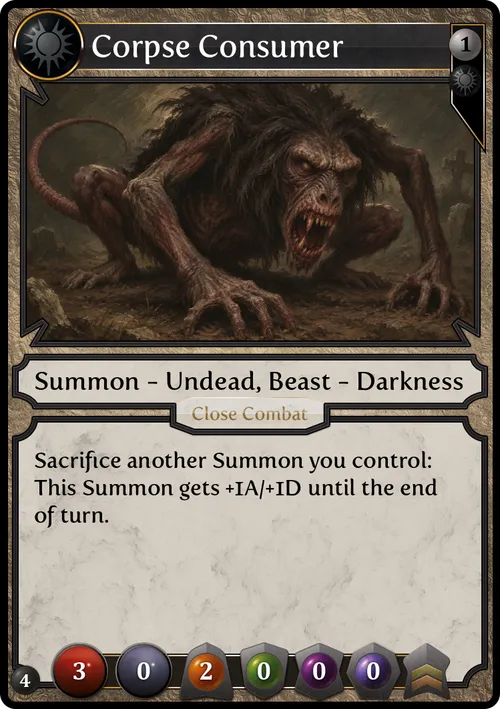 Corpse Consumer
1
Summon – Undead, Beast – Darkness
Close Combat
Sacrifice another Summon you control:
This Summon gets +1A/+1D until the end
of turn.
4
3*
0*
2
0
0
0